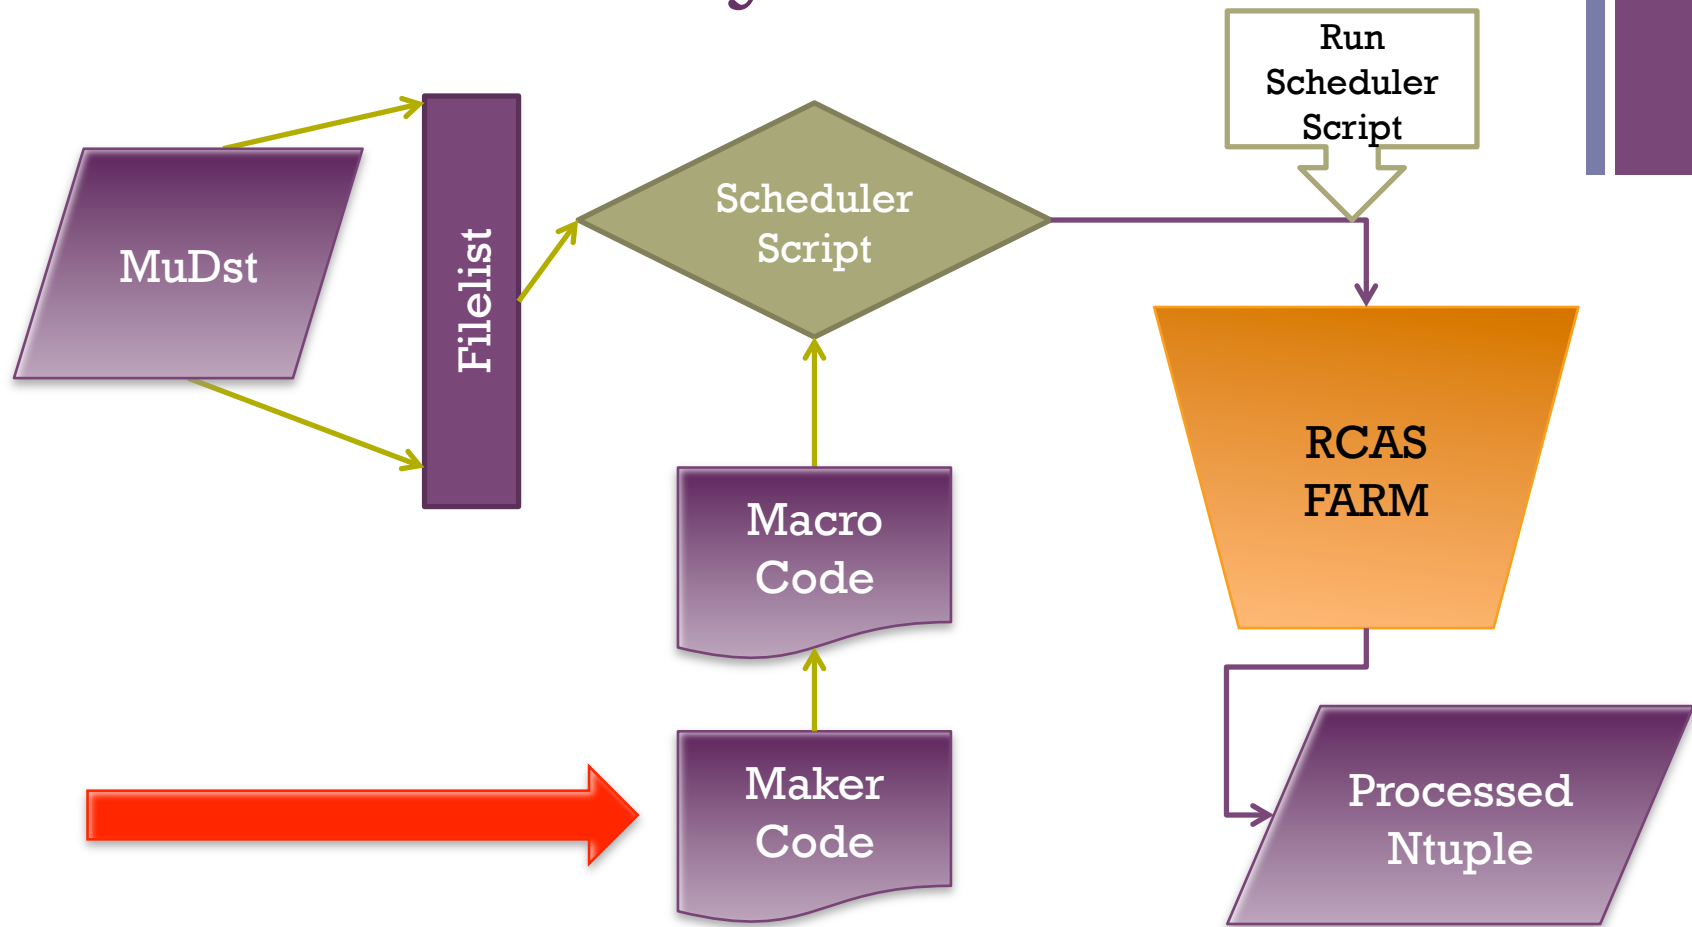 Run
Scheduler
Script
MuDst
Filelist
Scheduler
Script
RCAS
FARM
Macro
Code
Maker
Code
Processed
Ntuple